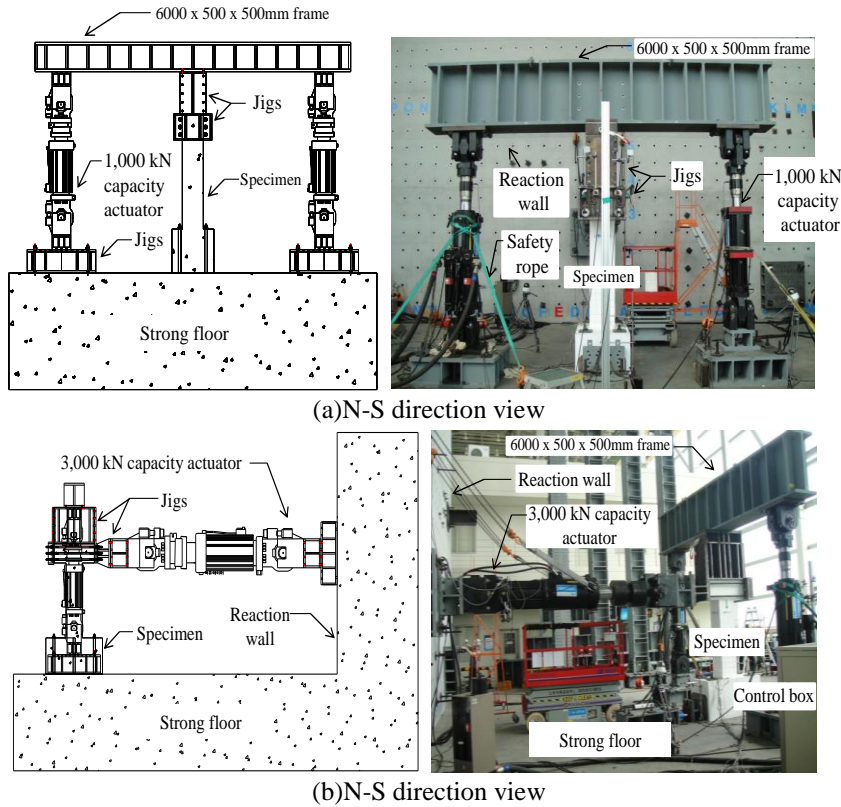 6000 x 500 x 500mm frame
Jigs
1,000 kN
capacity
actuator
Specimen
Jigs
Strong floor
6000 x 500 x 500mm frame
KLM
Reaction
wall
Jigs
1,000 kN
capacity
actuator
Safety
rope
3
Specimen
(a)N-S direction view
3,000 kN capacity actuator
Jigs
Reaction
wall
Specimen
Strong floor
6000 x 500 x 500mm frame
Reaction wall
3,000 kN capacity
actuator
Specimen
Control box
Strong floor
(b)N-S direction view